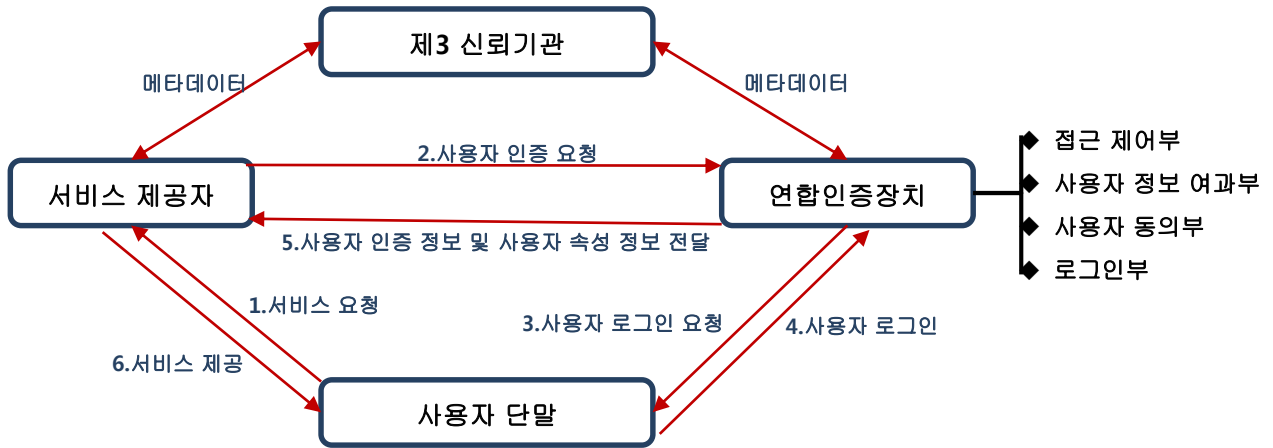 제3 신뢰기관
메타데이터
메타데이터
접근 제어부
2.사용자 인증 요청
서비스 제공자
연합인증장치
사용자 정보 여과부
사용자 동의부
5.사용자 인증 정보 및 사용자 속성 정보 전달
로그인부
1.서비스 요청
3.사용자 로그인 요청
4.사용자 로그인
6.서비스 제공
사용자 단말